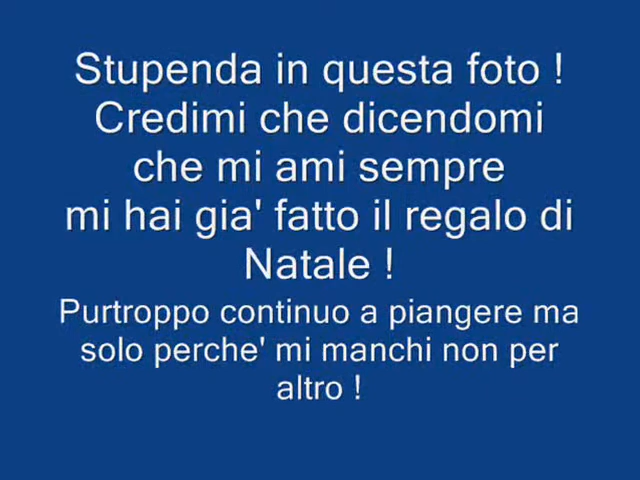 Stupenda in questa foto !
Credimi che dicendomi
che mi ami sempre
mi hai gia' fatto il regalo di
Natale !
Purtroppo continuo a piangere ma
solo perche' mi manchi non per
altro !